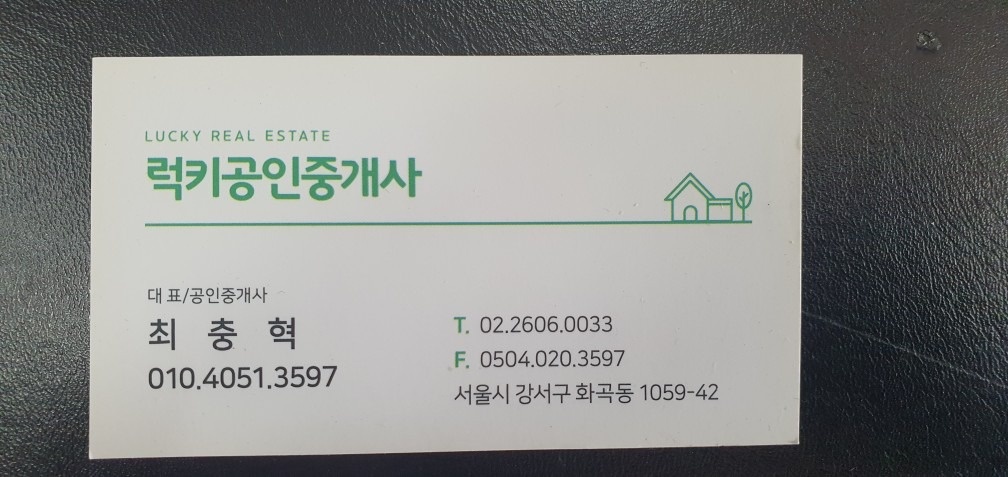 LUCKY REAL ESTATE
럭키공인중개사
대 표/공인중개사
최 충 혁
010.4051.3597
T. 02.2606.0033
F. 0504.020.3597
서울시 강서구 화곡동 1059-42